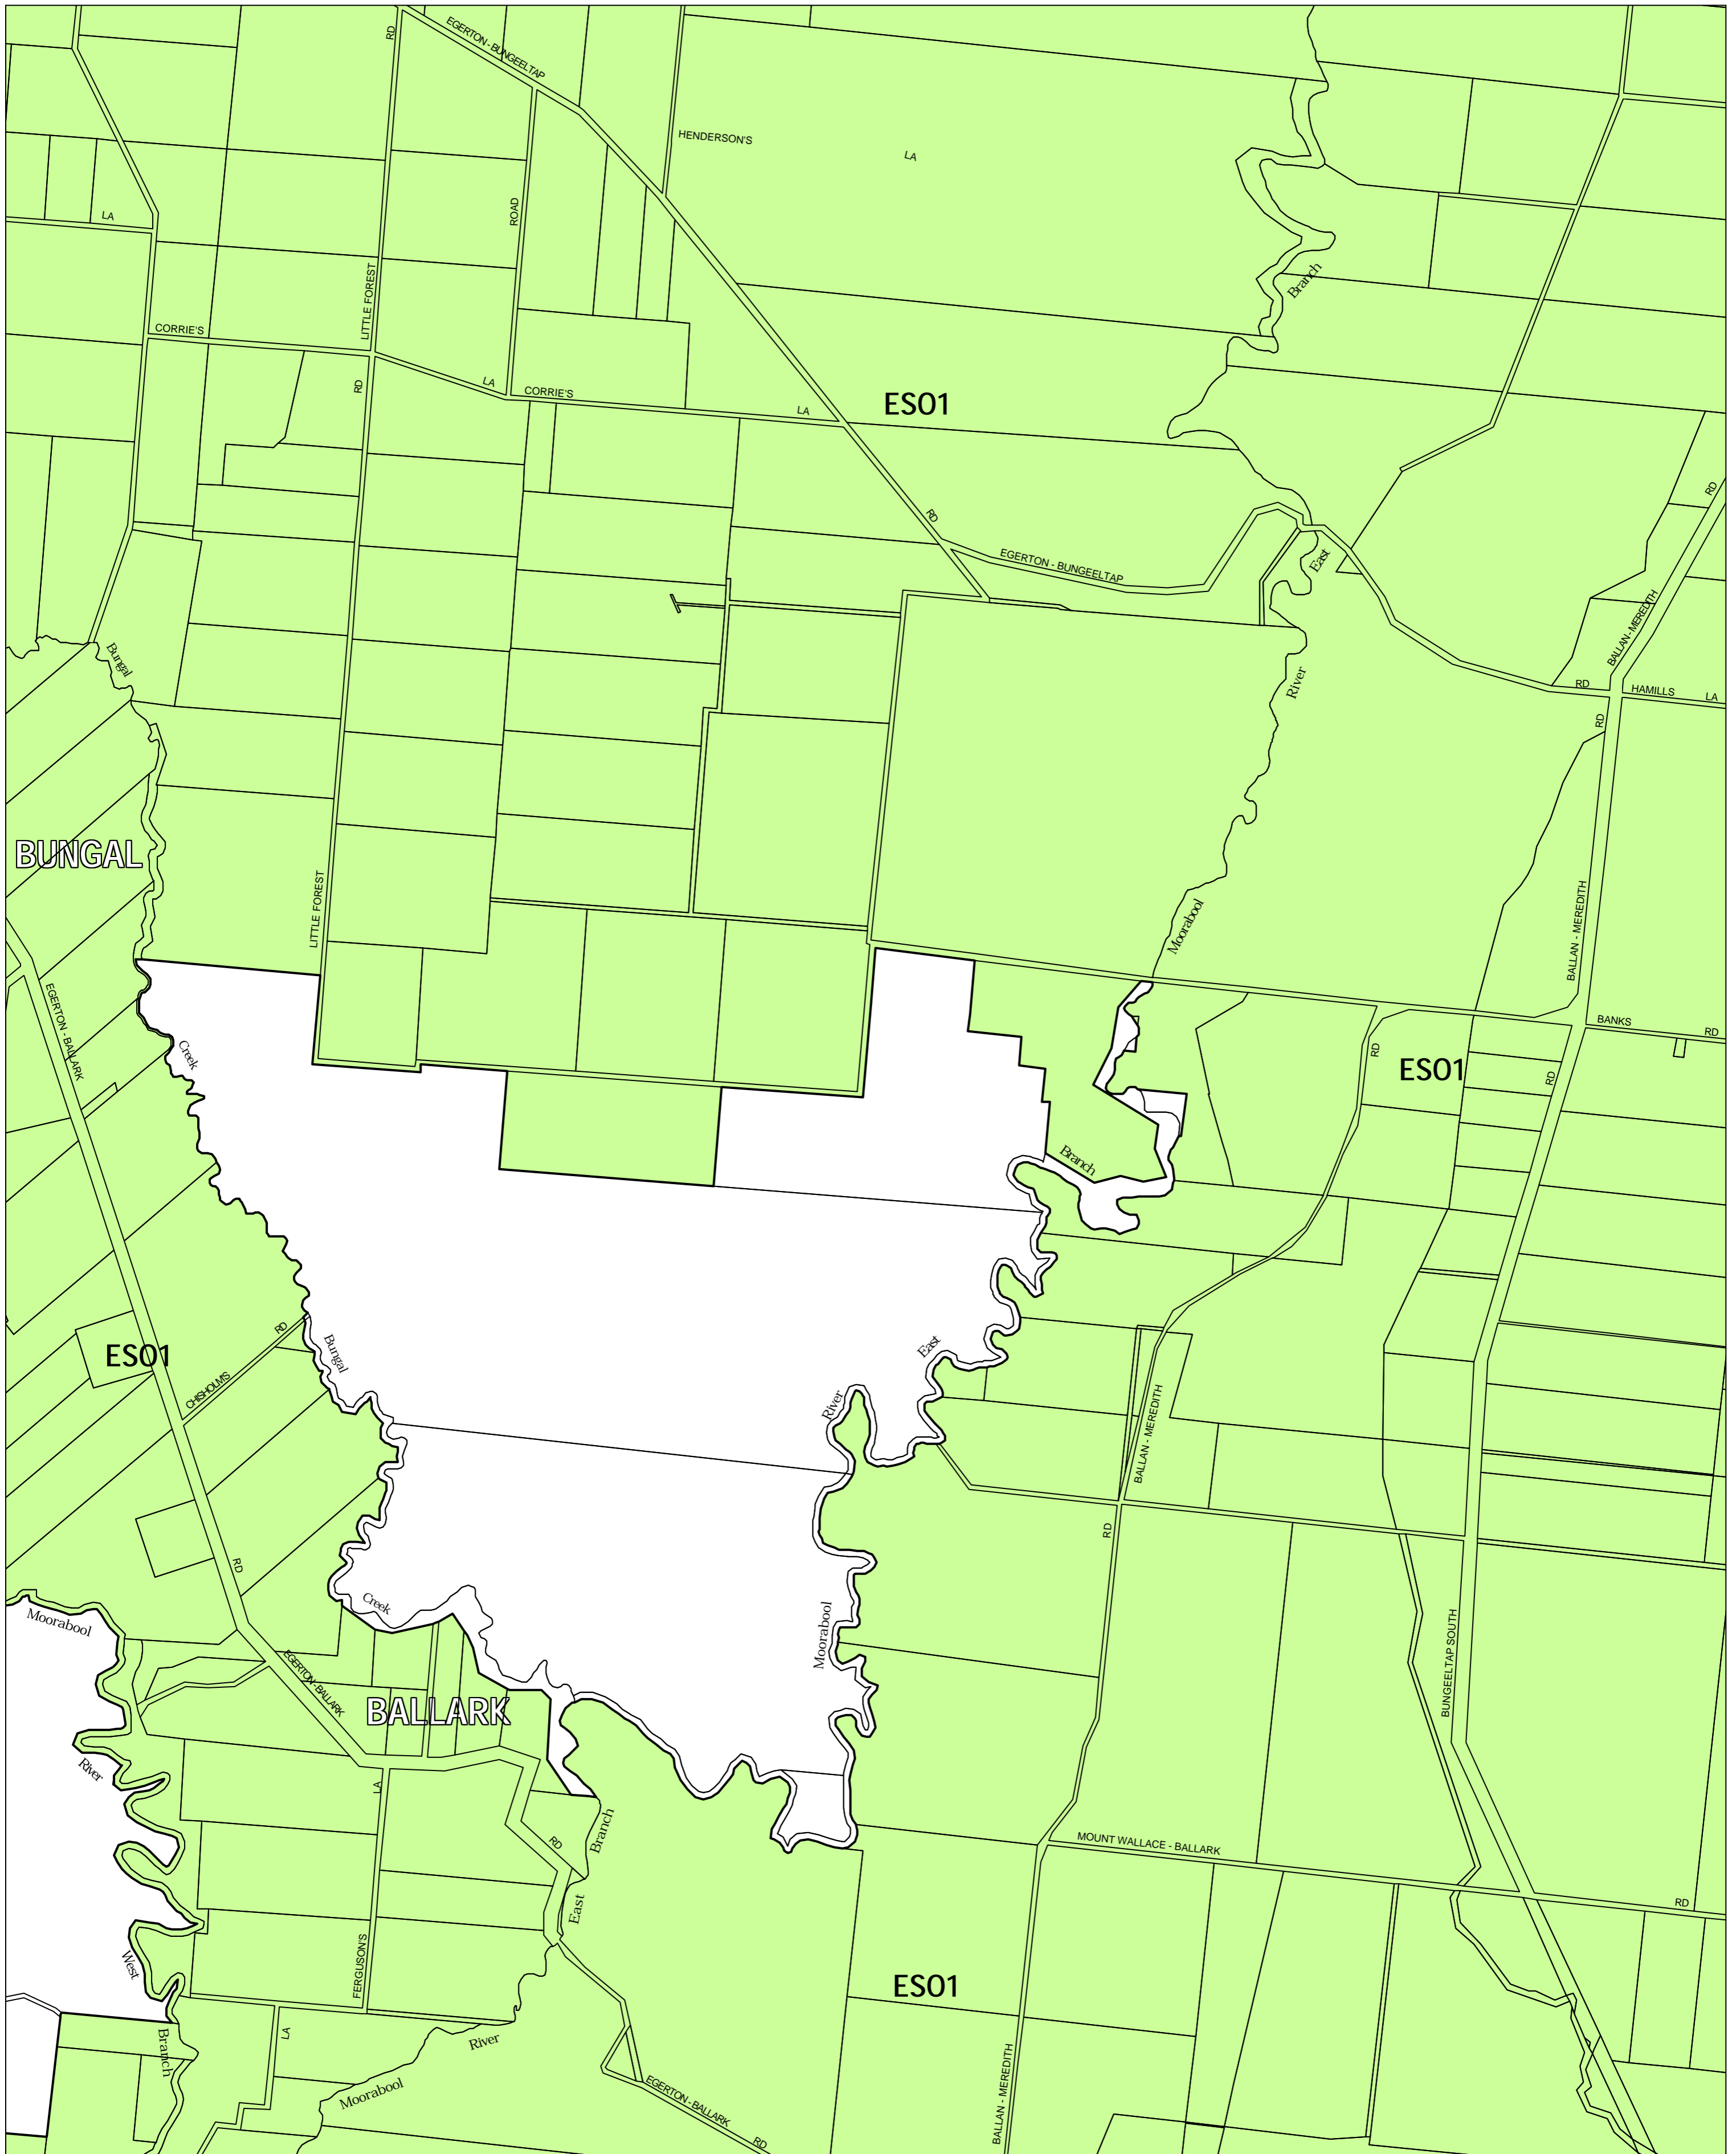 RD
EGERTON - BUNGEELTAP
HENDERSON'S
LA
ROAD
LA
LITTLE FOREST
Branch
CORRIE'S
RD
LA
CORRIE'S
LA
ESO1
RD
RD
EGERTON - BUNGEELTAP
East
BALLAN - MEREDITH
Bungal
River
RD
HAMILLS
LA
RD
BUNGAL
LITTLE FOREST
Moorabool
BALLAN - MEREDITH
EGERTON - BALLARK
BANKS
RD
Creek
RD
ESO1
RD
Branch
ESO1
RD
Bungal
East
CHISHOLMS
River
BALLAN - MEREDITH
RD
RD
Creek
Moorabool
Moorabool
BUNGEELTAP SOUTH
EGERTON - BALLARK
BALLARK
River
LA
Branch
RD
MOUNT WALLACE - BALLARK
RD
East
West
FERGUSON'S
ESO1
LA
River
Branch
BALLAN - MEREDITH
Moorabool
EGERTON - BALLARK
RD